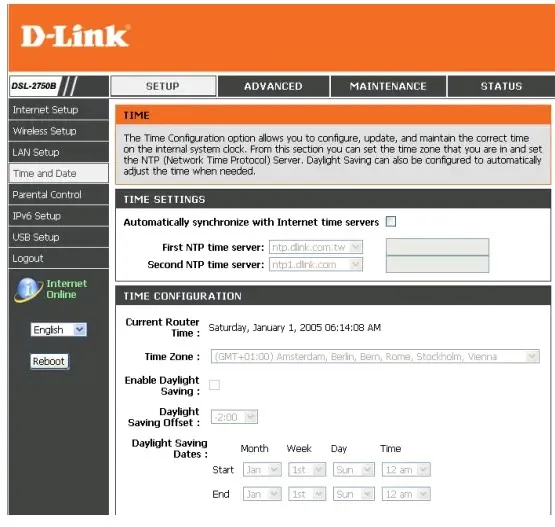 D-Link
DSL-2750B
SETUP
ADVANCED
MAINTENANCE
STATUS
Internet Setup
Wireless Setup
LAN Setup
Time and Date
Parental Control
IPv6 Setup
USB Setup
Logout
Internet
Online
English
Reboot
TIME
The Time Configuration option allows you to configure, update, and maintain the correct time
on the internal system clock. From this section you can set the time zone that you are in and set
the NTP (Network Time Protocol) Server. Daylight Saving can also be configured to automatically
adjust the time when needed.
TIME SETTINGS
Automatically synchronize with Internet time servers
First NTP time server: ntp.dlink.com.tw
Second NTP time server: ntp1.dlink.com
TIME CONFIGURATION
Current Router
Time : Saturday, January 1, 2005 06:14:08 AM
Time Zone : (GMT+01:00) Amsterdam, Berlin, Bern, Rome, Stockholm, Vienna
Enable Daylight
Saving :
Daylight
Saving Offset : -2:00
Daylight Saving
Dates :
Month Week Day Time
Start Jan 1st Sun 12 am
End Jan 1st Sun 12 am